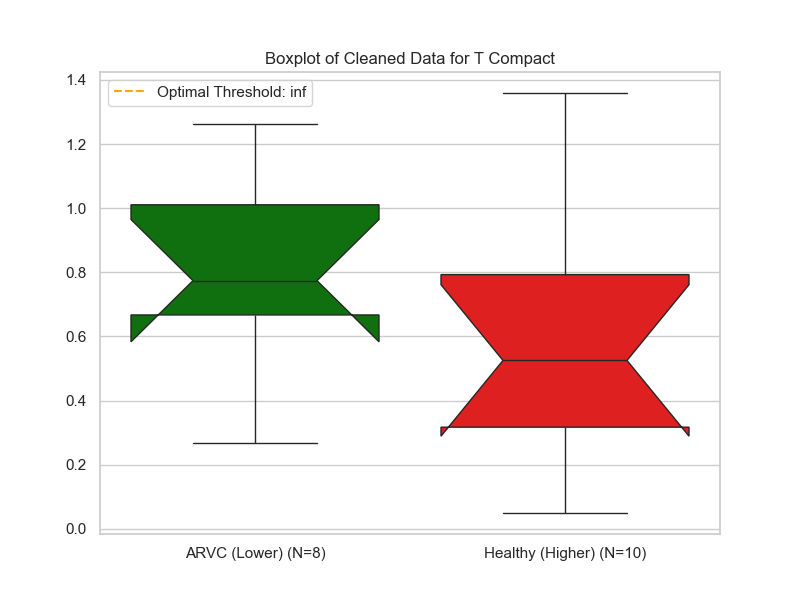 Boxplot of Cleaned Data for T Compact
Optimal Threshold: inf
1.4
1.2
1.0
0.8
0.6
0.4
0.2
0.0
ARVC (Lower) (N=8)
Healthy (Higher) (N=10)